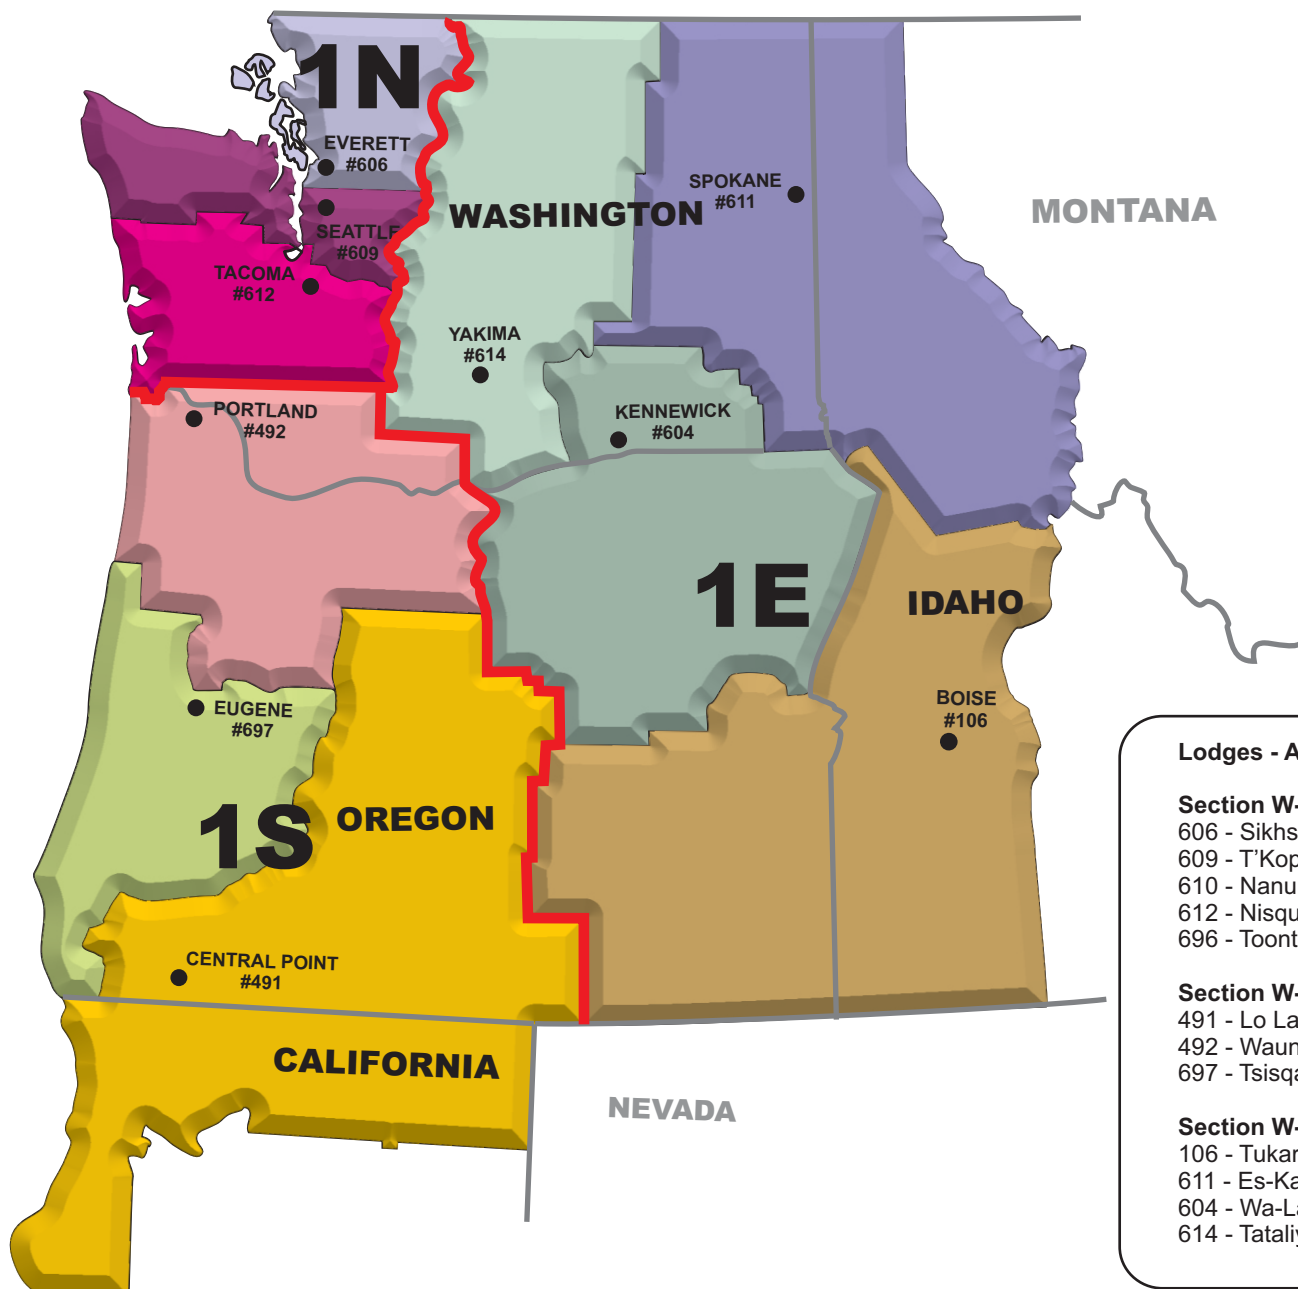 1N
EVERETT
#606
SPOKANE
#611
WASHINGTON
MONTANA
SEATTLE
#609
TACOMA
#612
YAKIMA
#614
PORTLAND
#492
KENNEWICK
#604
1E
IDAHO
BOISE
#106
EUGENE
#697
1S
OREGON
CENTRAL POINT
#491
CALIFORNIA
NEVADA
Lodges - A
Section W-
606 - Sikhs
609 - T'Kop
610 - Nanu
612 - Nisqu
696 - Toont
Section W-
491 - Lo La
492 - Waun
697 - Tsisqa
Section W-
106 - Tukar
611 - Es-Ka
604 - Wa-La
614 - Tataliy